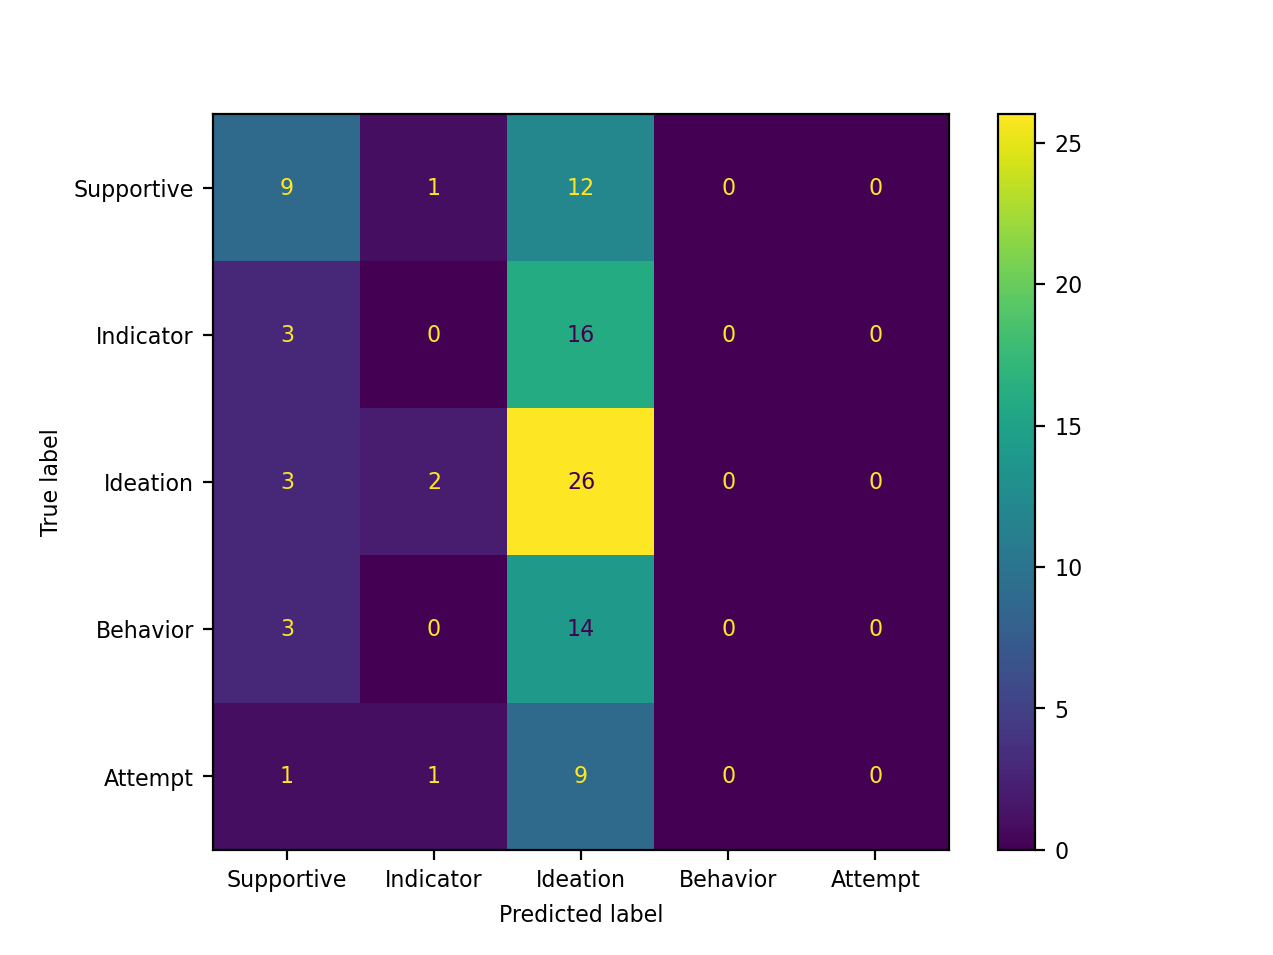 Supportive 9 1 12 0 0
Indicator 3 0 16 0 0
Ideation 3 2 26 0 0
Behavior 3 0 14 0 0
Attempt 1 1 9 0 0
Supportive Indicator Ideation Behavior Attempt
Predicted label
True label
25
20
15
10
5
0